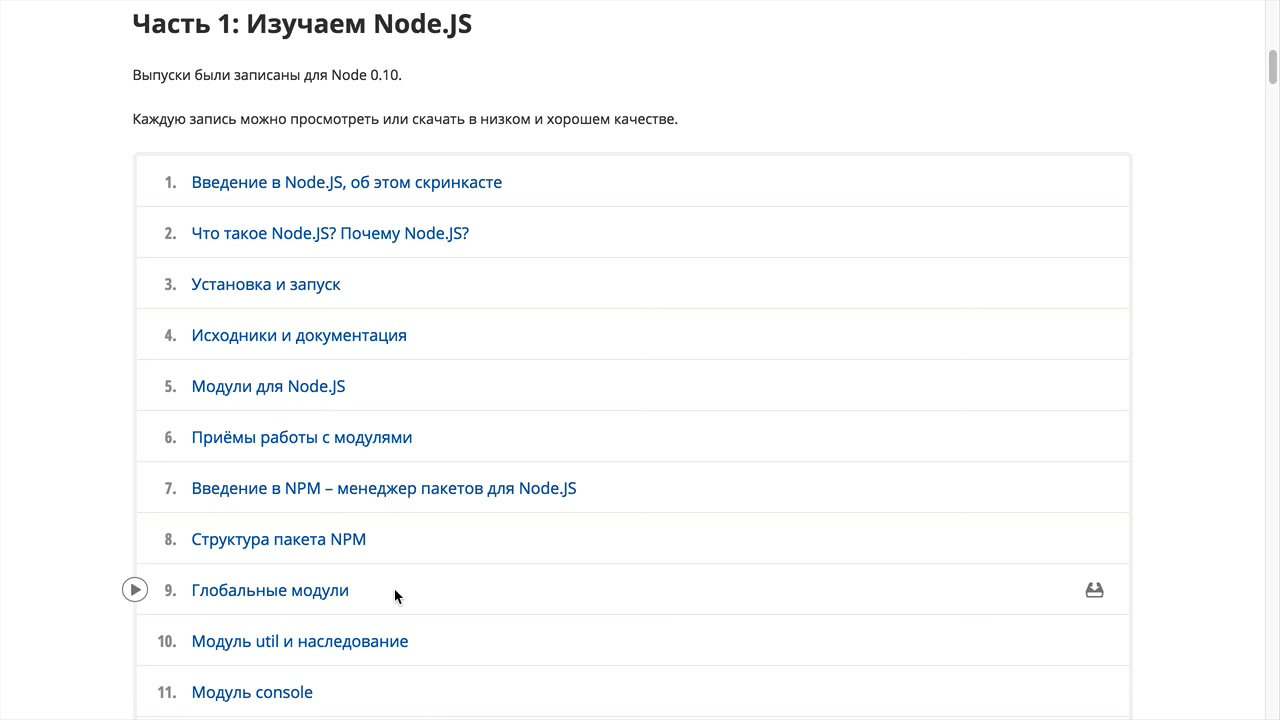 Часть 1: Изучаем Node.JS
Выпуски были записаны для Node 0.10.
Каждую запись можно просмотреть или скачать в низком и хорошем качестве.
1. Введение в Node.JS, об этом скринкасте
2. Что такое Node.JS? Почему Node.JS?
3. Установка и запуск
4. Исходники и документация
5. Модули для Node.JS
6. Приёмы работы с модулями
7. Введение в NPM – менеджер пакетов для Node.JS
8. Структура пакета NPM
9. Глобальные модули
10. Модуль util и наследование
11. Модуль console